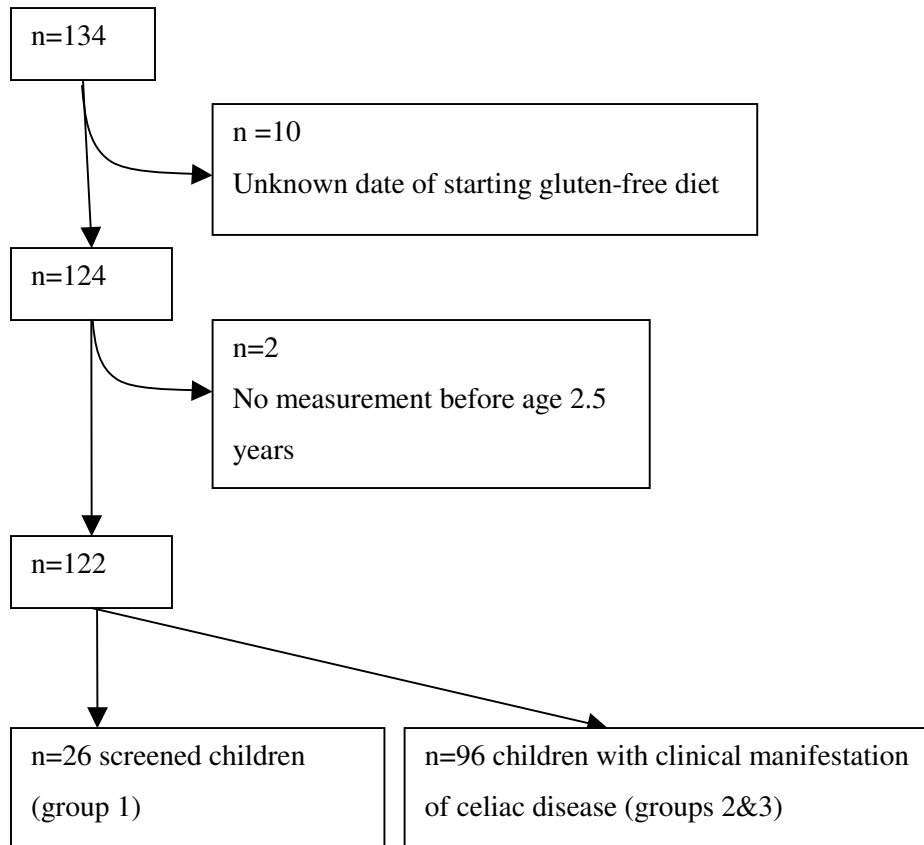 n=134
n =10
Unknown date of starting gluten-free diet
n=124
n=2
No measurement before age 2.5
years
n=122
n=26 screened children
(group 1)
n=96 children with clinical manifestation
of celiac disease (groups 2&3)